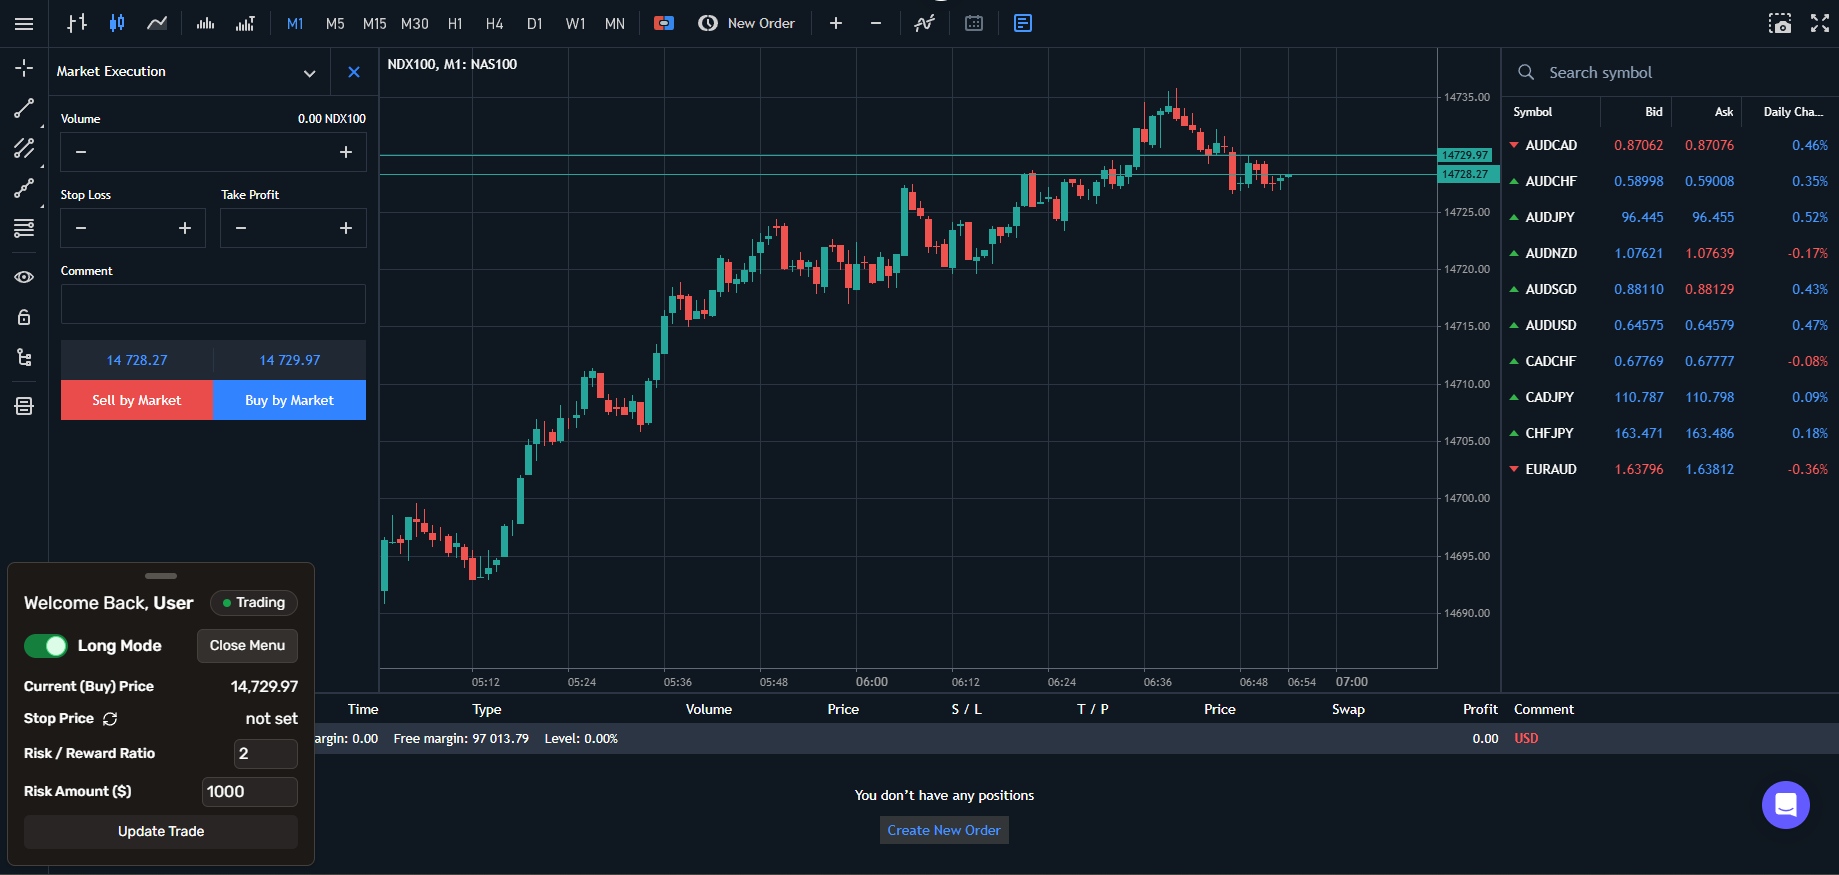 M1 M5 M15 M30 H1 H4 D1 W1 MN New Order
Market Execution
Volume 0.00 NDX100
Stop Loss Take Profit
Comment
14 728.27 14 729.97
Sell by Market Buy by Market
NDX100, M1: NAS100
14735.00
14729.97
14728.27
14725.00
14720.00
14715.00
14710.00
14705.00
14700.00
14695.00
14690.00
05:12 05:24 05:36 05:48 06:00 06:12 06:24 06:36 06:48 06:54 07:00
Search symbol
Symbol Bid Ask Daily Cha...
AUDCAD 0.87062 0.87076 0.46%
AUDCHF 0.58998 0.59008 0.35%
AUDJPY 96.445 96.455 0.52%
AUDNZD 1.07621 1.07639 -0.17%
AUDSGD 0.88110 0.88129 0.43%
AUDUSD 0.64575 0.64579 0.47%
CADCHF 0.67769 0.67777 -0.08%
CADJPY 110.787 110.798 0.09%
CHFJPY 163.471 163.486 0.18%
EURAUD 1.63796 1.63812 -0.36%
Welcome Back, User Trading
Long Mode Close Menu
Current (Buy) Price 14,729.97
Stop Price not set
Risk / Reward Ratio 2
Risk Amount ($) 1000
Update Trade
Time Type Volume Price S / L T / P Price Swap Profit Comment
argin: 0.00 Free margin: 97 013.79 Level: 0.00% 0.00 USD
You don't have any positions
Create New Order